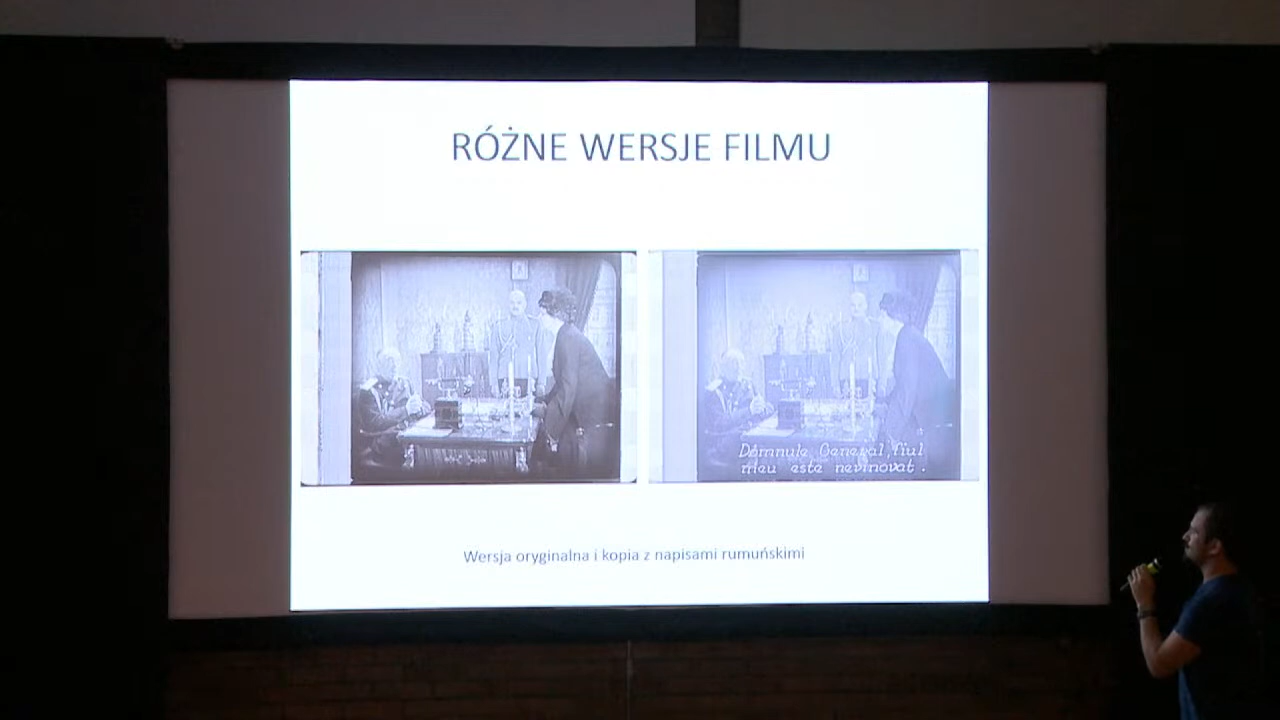 RÓŻNE WERSJE FILMU
Domnule General, fiul
meu este nevinovat.
Wersja oryginalna i kopia z napisami rumuńskimi